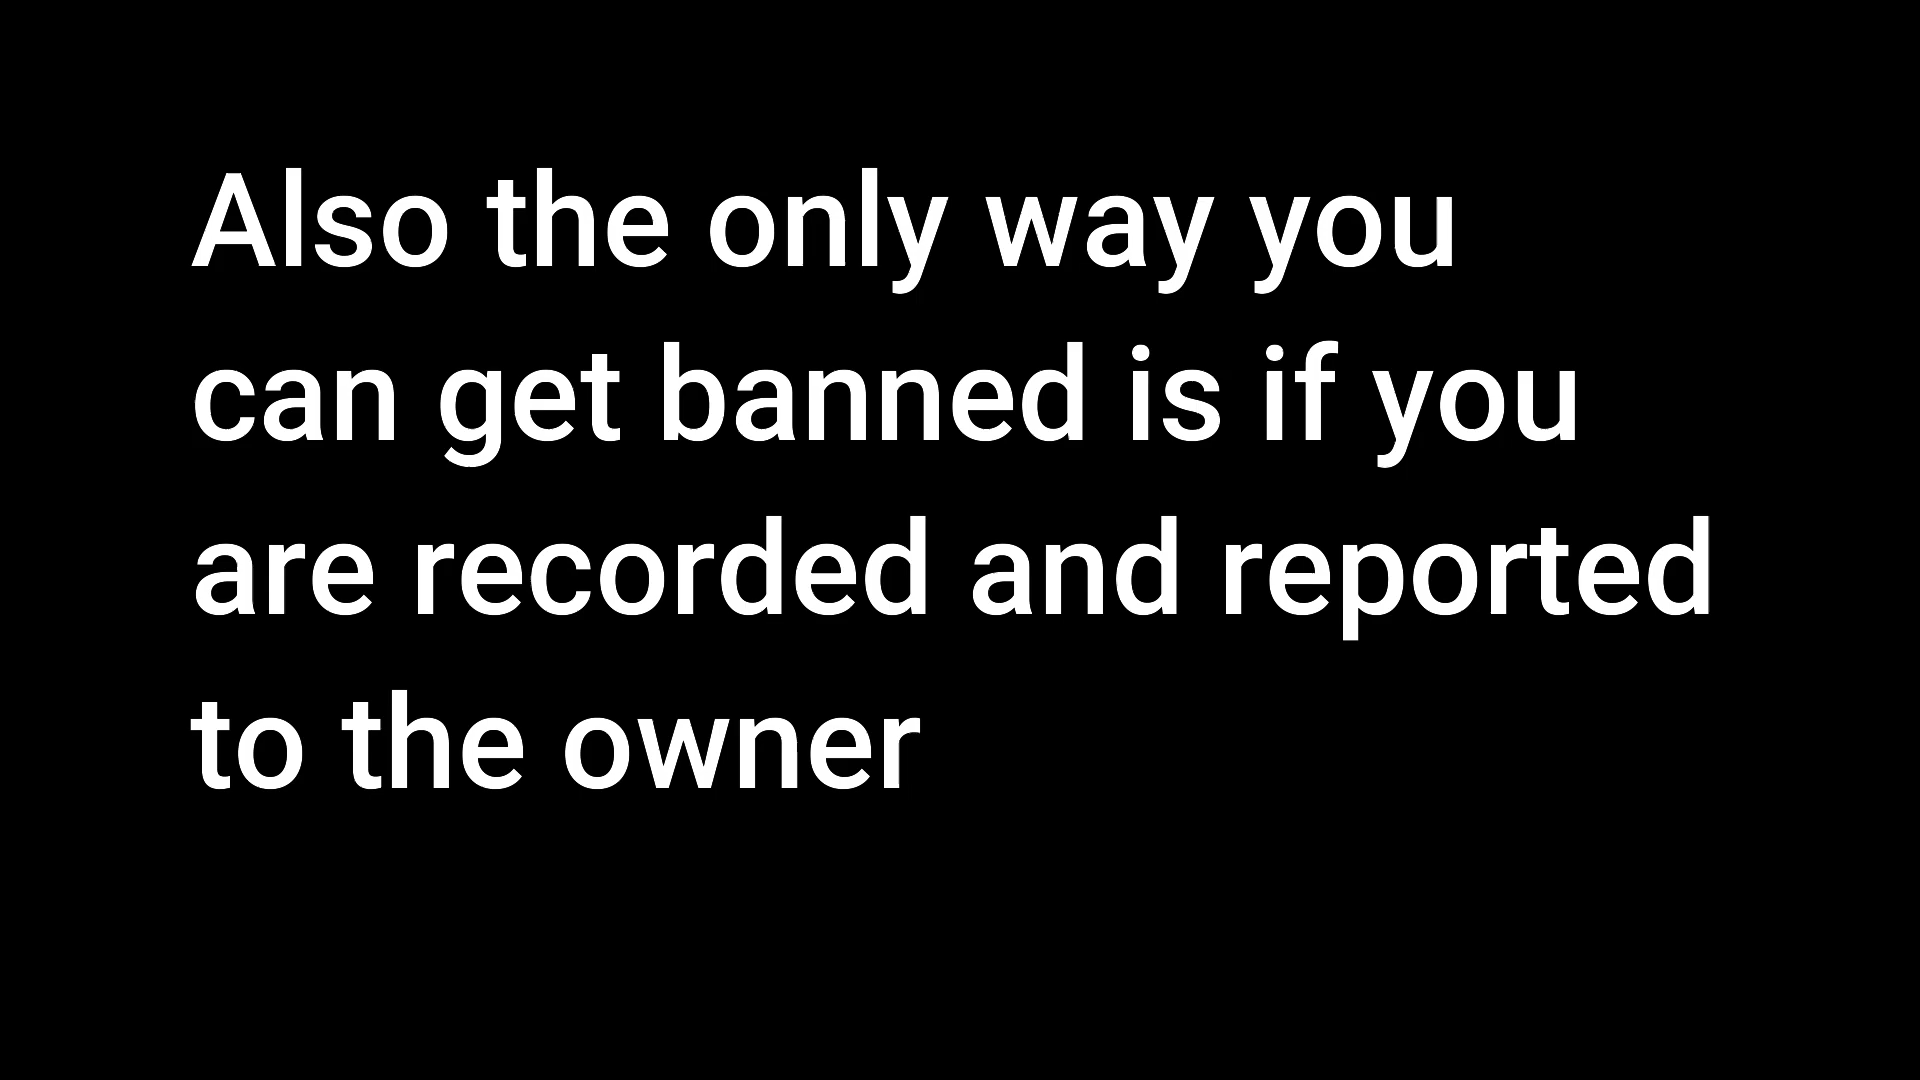 Also the only way you
can get banned is if you
are recorded and reported
to the owner